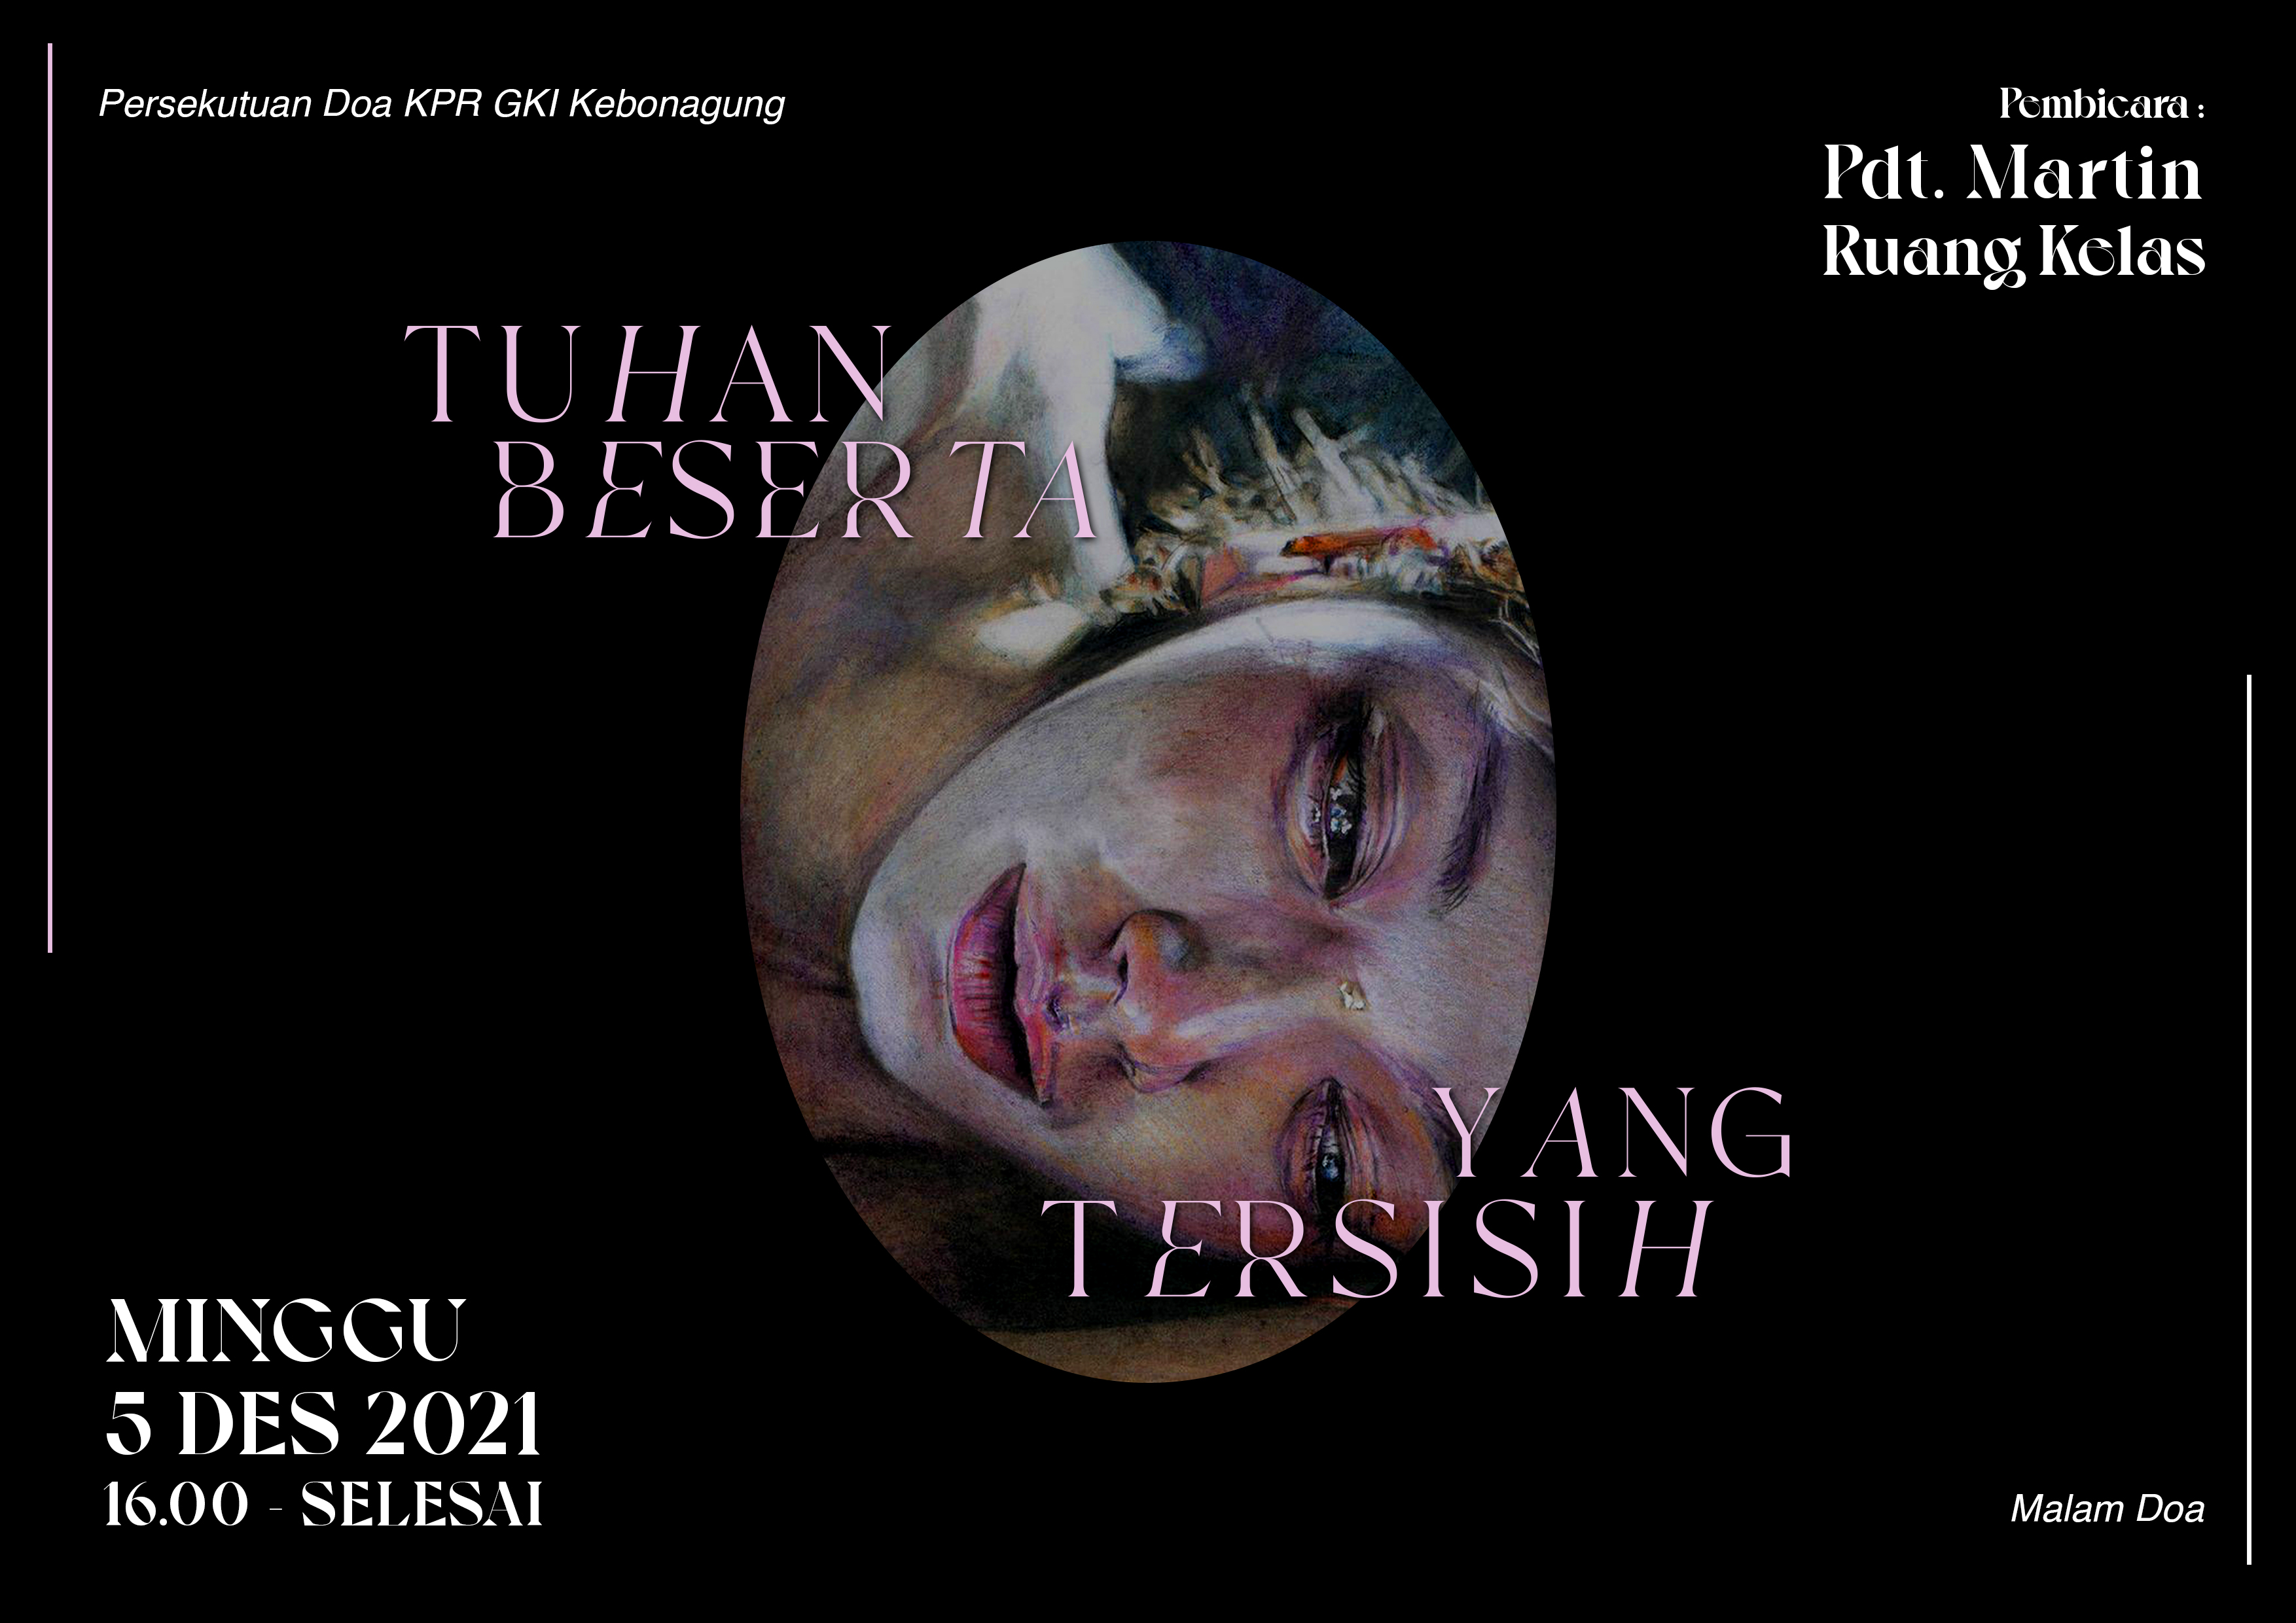 Persekutuan Doa KPR GKI Kebonagung
Pembicara :
Pdt. Martin
Ruang Kelas
TUHAN
BESERTA
YANG
TERSISIH
MINGGU
5 DES 2021
16.00 - SELESAI
Malam Doa